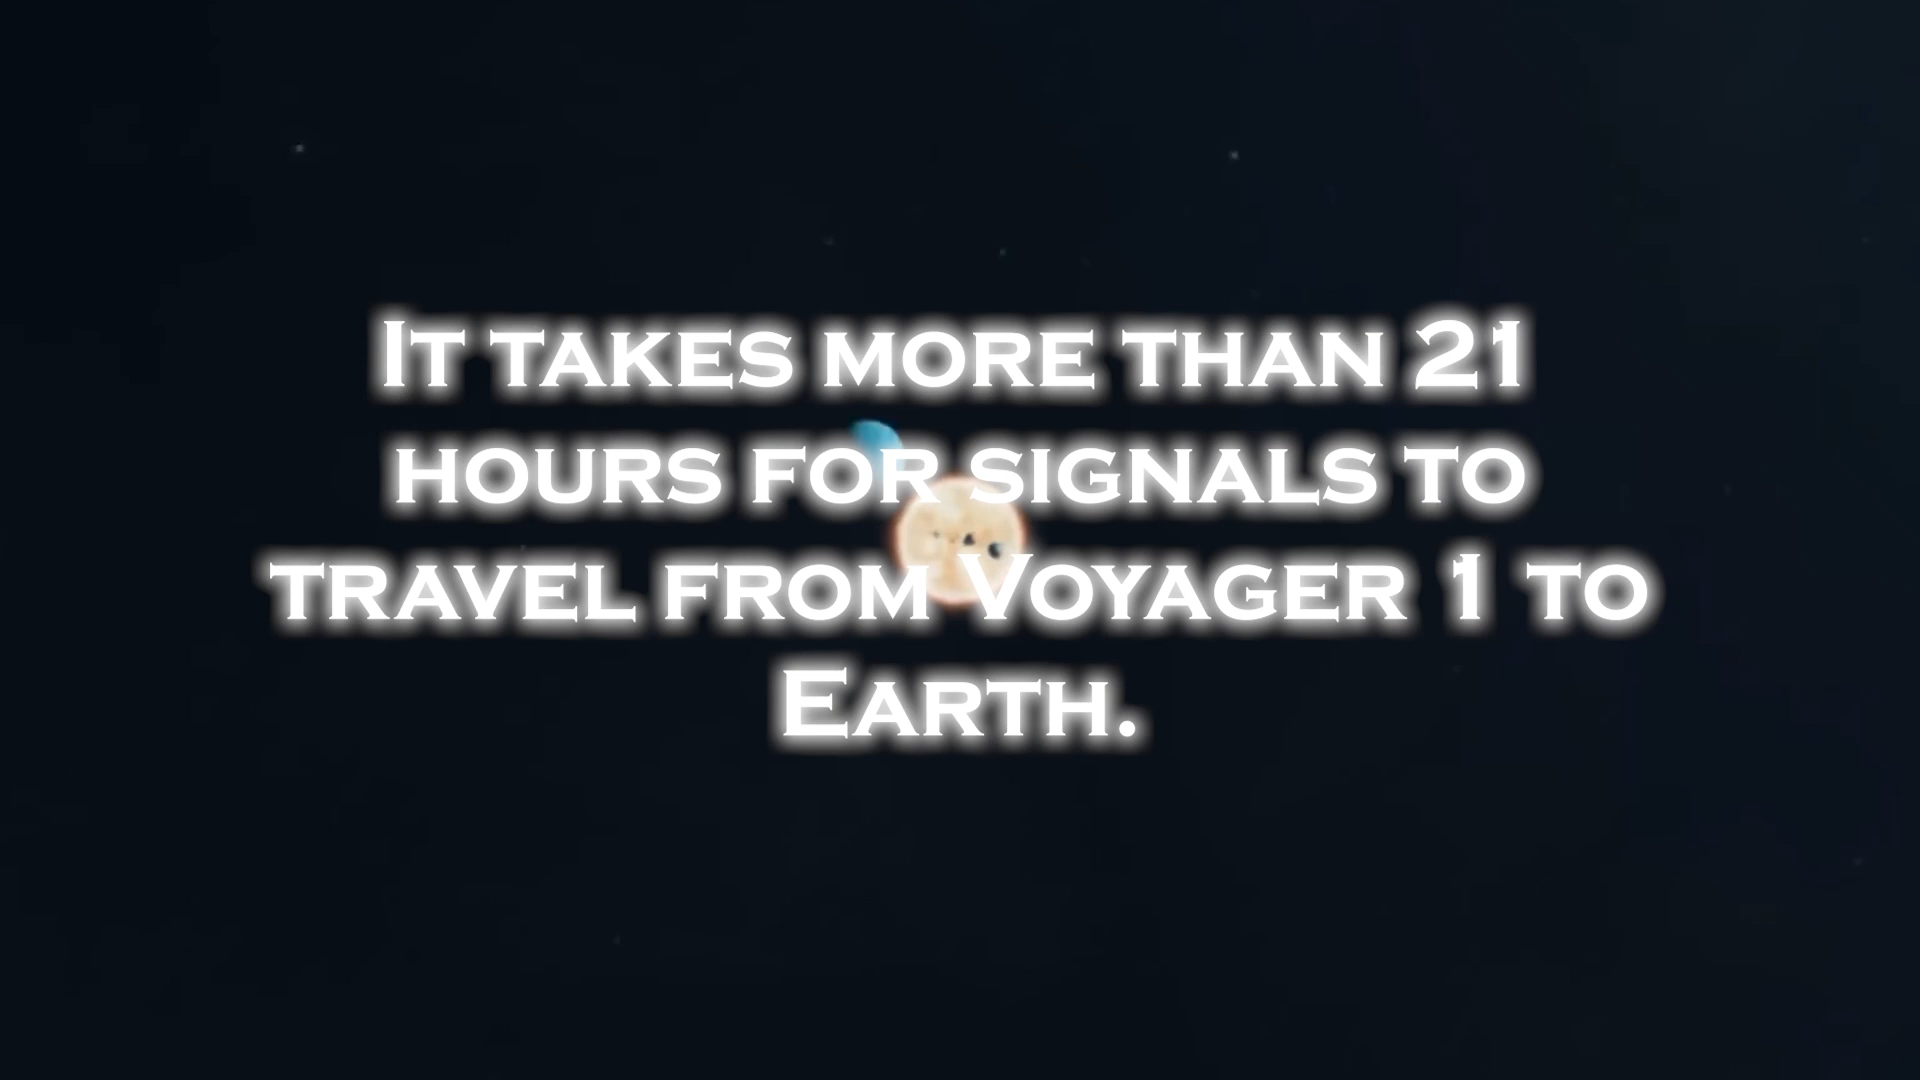 It takes more than 21
hours for signals to
travel from Voyager 1 to
Earth.